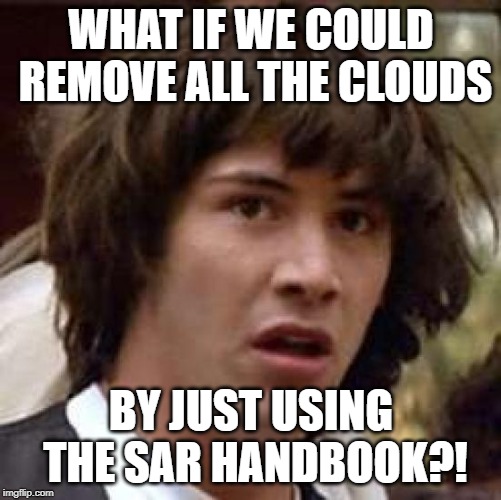 WHAT IF WE COULD
REMOVE ALL THE CLOUDS
BY JUST USING
THE SAR HANDBOOK?!
imgflip.com